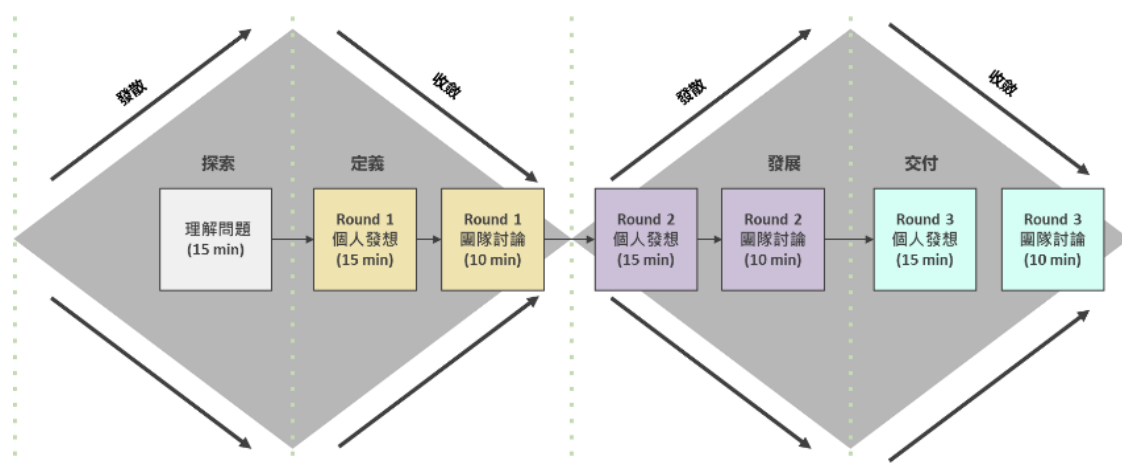 發散
收斂
發散
收斂
探索
定義
發展
交付
理解問題
(15 min)
Round 1
個人發想
(15 min)
Round 1
團隊討論
(10 min)
Round 2
個人發想
(15 min)
Round 2
團隊討論
(10 min)
Round 3
個人發想
(15 min)
Round 3
團隊討論
(10 min)